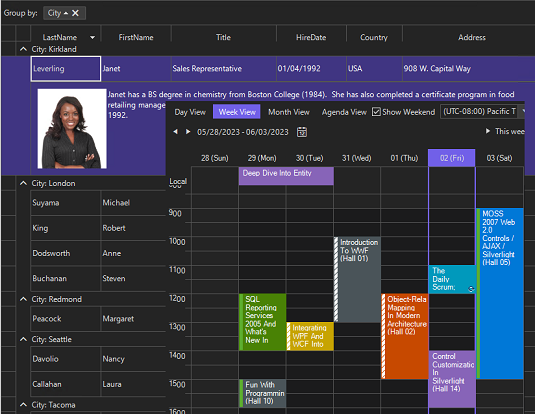 Group by: City
LastName FirstName Title HireDate Country Address
City: Kirkland
Leverling Janet Sales Representative 01/04/1992 USA 908 W. Capital Way
Janet has a BS degree in chemistry from Boston College (1984). She has also completed a certificate program in food
retailing manage
1992.
Day View Week View Month View Agenda View Show Weekend (UTC-08:00) Pacific T
05/28/2023 - 06/03/2023 This wee
28 (Sun) 29 (Mon) 30 (Tue) 31 (Wed) 01 (Thu) 02 (Fri) 03 (Sat)
Local
Deep Dive Into Entity
City: London
Suyama Michael
King Robert
Dodsworth Anne
Buchanan Steven
City: Redmond
Peacock Margaret
City: Seattle
Davolio Nancy
Callahan Laura
City: Tacoma
900
1000
1100
1200
1300
1400
1500
1600
SQL
Reporting
Services
2005 And
What's
New In
Fun With
Programmin
(Hall 10)
Integrating
WPF And
WCF Into
Introduction
To WWF
(Hall 01)
Object-Rela
Mapping
In Modern
Architecture
(Hall 02)
The
Daily
Scrum;
Control
Customizatio
In
Silverlight
(Hall 14)
MOSS
2007 Web
2.0
Controls /
AJAX /
Silverlight
(Hall 05)